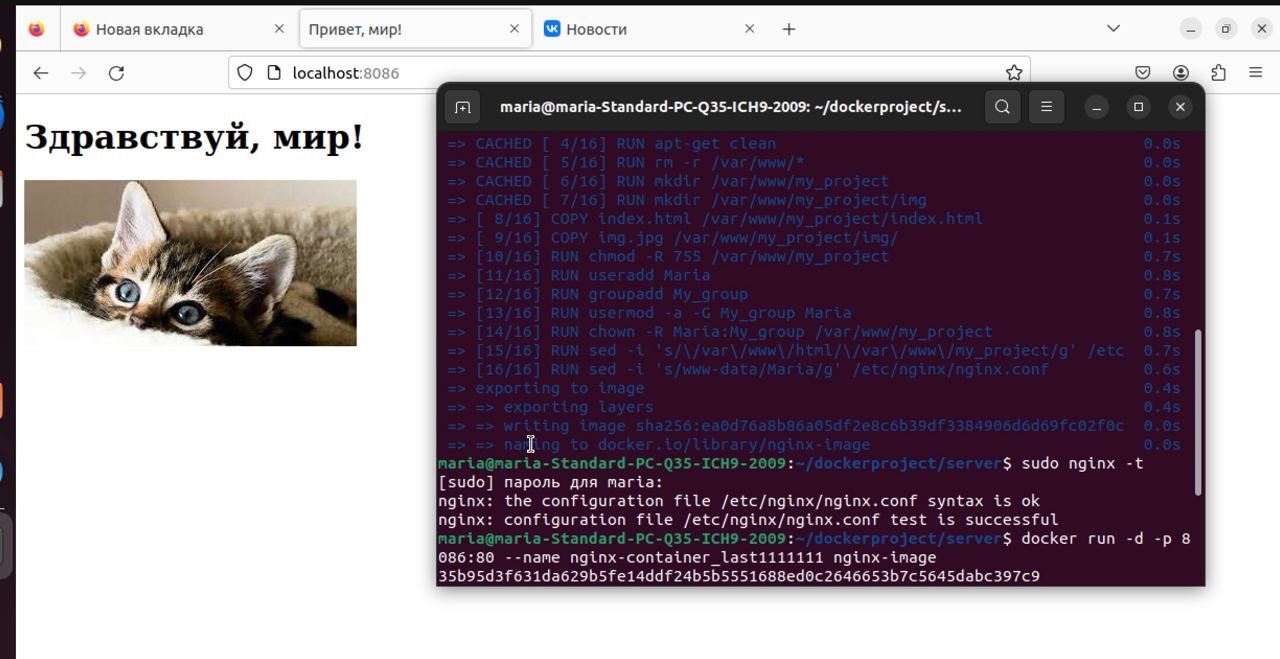 Новая вкладка
Привет, мир!
Новости
localhost:8086
Здравствуй, мир!
maria@maria-Standard-PC-Q35-ICH9-2009: ~/dockerproject/s...
=> CACHED [ 4/16] RUN apt-get clean 0.0s
=> CACHED [ 5/16] RUN rm -r /var/www/* 0.0s
=> CACHED [ 6/16] RUN mkdir /var/www/my_project 0.0s
=> CACHED [ 7/16] RUN mkdir /var/www/my_project/img 0.0s
=> [ 8/16] COPY index.html /var/www/my_project/index.html 0.1s
=> [ 9/16] COPY img.jpg /var/www/my_project/img/ 0.1s
=> [10/16] RUN chmod -R 755 /var/www/my_project 0.7s
=> [11/16] RUN useradd Maria 0.8s
=> [12/16] RUN groupadd My_group 0.7s
=> [13/16] RUN usermod -a -G My_group Maria 0.8s
=> [14/16] RUN chown -R Maria:My_group /var/www/my_project 0.8s
=> [15/16] RUN sed -i 's/\/var\/www\/html/\/var\/www\/my_project/g' /etc 0.7s
=> [16/16] RUN sed -i 's/www-data/Maria/g' /etc/nginx/nginx.conf 0.6s
=> exporting to image 0.4s
=> => exporting layers 0.4s
=> => writing image sha256:ea0d76a8b86a05df2e8c6b39df3384906d6d69fc02f0c 0.0s
=> => naming to docker.io/library/nginx-image 0.0s
maria@maria-Standard-PC-Q35-ICH9-2009:~/dockerproject/server$ sudo nginx -t
[sudo] пароль для maria:
nginx: the configuration file /etc/nginx/nginx.conf syntax is ok
nginx: configuration file /etc/nginx/nginx.conf test is successful
maria@maria-Standard-PC-Q35-ICH9-2009:~/dockerproject/server$ docker run -d -p 8
086:80 --name nginx-container_last1111111 nginx-image
35b95d3f631da629b5fe14ddf24b5b5551688ed0c2646653b7c5645dabc397c9